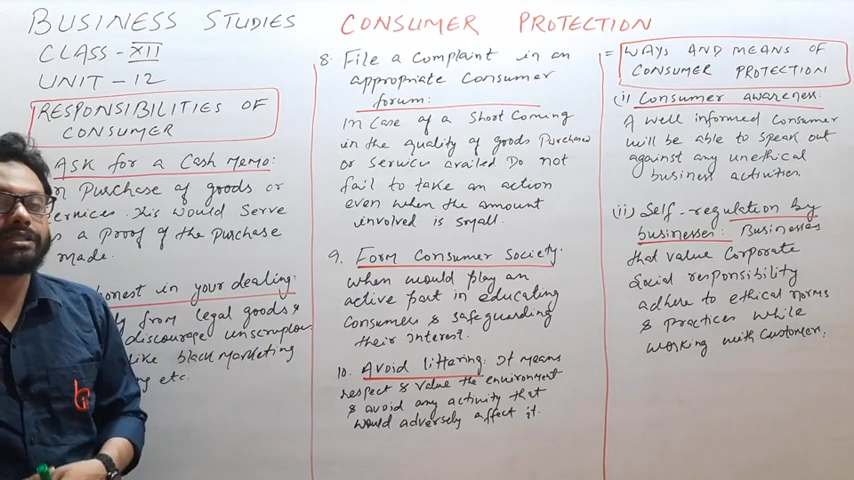 BUSINESS STUDIES
CONSUMER PROTECTION
CLASS - XII
UNIT - 12
RESPONSIBILITIES OF
CONSUMER
ASK for a Cash MEMO:
Purchase of goods or
. This would Serve
a Proof of the Purchase
made.
honest in your dealing:
from legal goods &
discourage unscrupulous
like black marketing
etc.
8. File a Complaint in an
appropriate Consumer
forum:
In Case of a Short Coming
in the quality of goods Purchased
or Services availed Do not
fail to take an action
even when the amount
involved is small.
9. Form Consumer Society.
When would Play an
active part in educating
Consumers & safeguarding
their interest.
10. Avoid littering: It means
respect & value the environment
& avoid any activity that
would adversely affect it.
= WAYS AND MEANS OF
CONSUMER PROTECTION
(i) Consumer awareness:
A well informed Consumer
will be able to speak out
against any unethical
business activities.
(ii) Self-regulation by
businesses: Businesses
that value Corporate
Social responsibility
adhere to ethical norms
& Practices while
working with Customer.